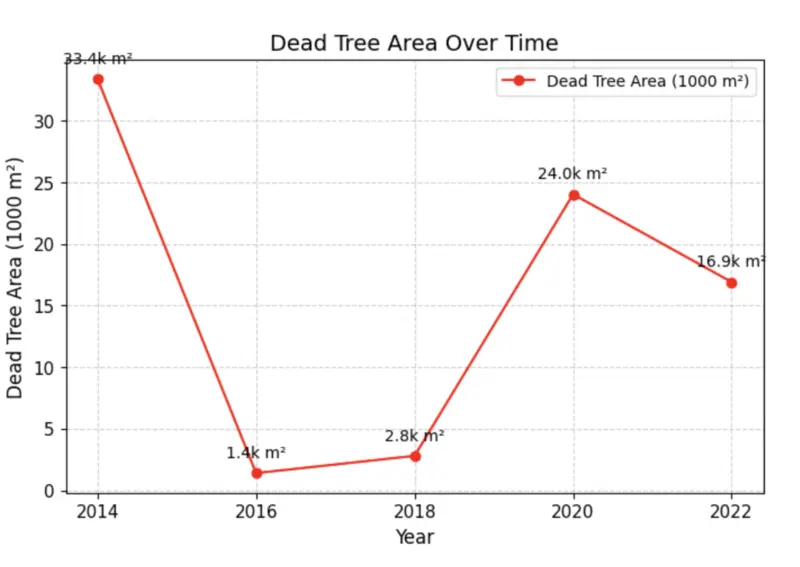 Dead Tree Area Over Time
33.4k m²
Dead Tree Area (1000 m²)
24.0k m²
16.9k m²
1.4k m²
2.8k m²
Dead Tree Area (1000 m²)
30
25
20
15
10
5
0
2014 2016 2018 2020 2022
Year